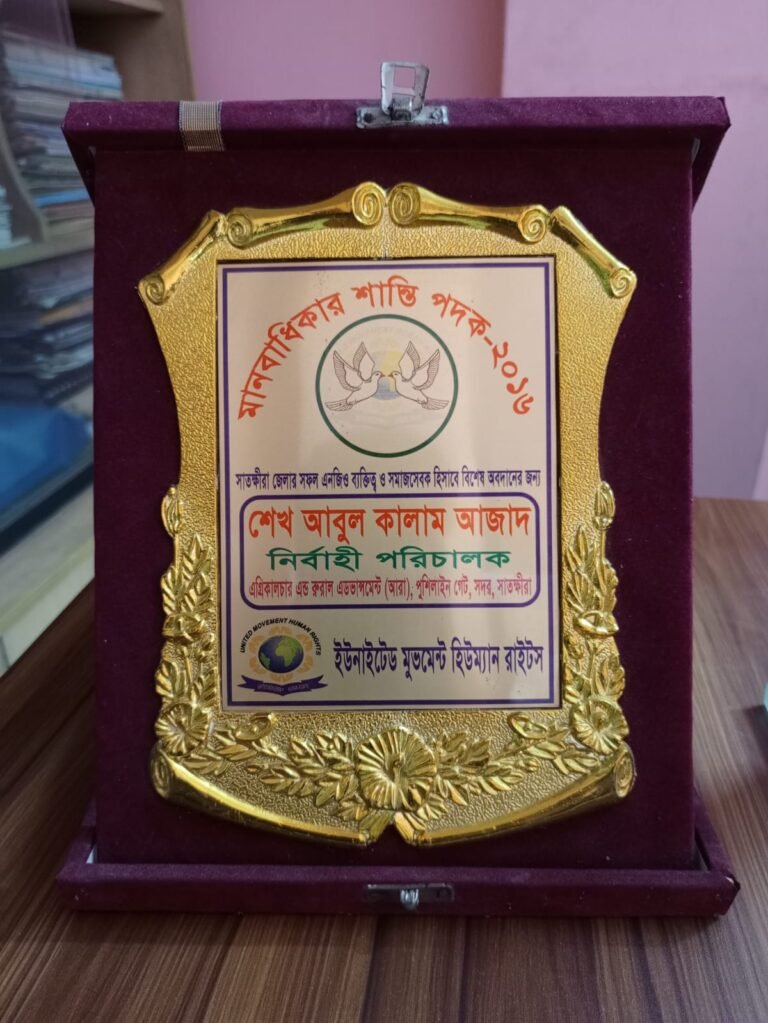 মানবাধিকার শান্তি পদক-২০১৬
সাতক্ষীরা জেলার সফল এনজিও ব্যক্তিত্ব ও সমাজসেবক হিসাবে বিশেষ অবদানের জন্য
শেখ আবুল কালাম আজাদ
নির্বাহী পরিচালক
এগ্রিকালচার এন্ড রুরাল এডভান্সমেন্ট (আরা), পুলিশলাইন গেট, সদর, সাতক্ষীরা
UNITED MOVEMENT HUMAN RIGHTS
ইউনাইটেড মুভমেন্ট হিউম্যান রাইটস